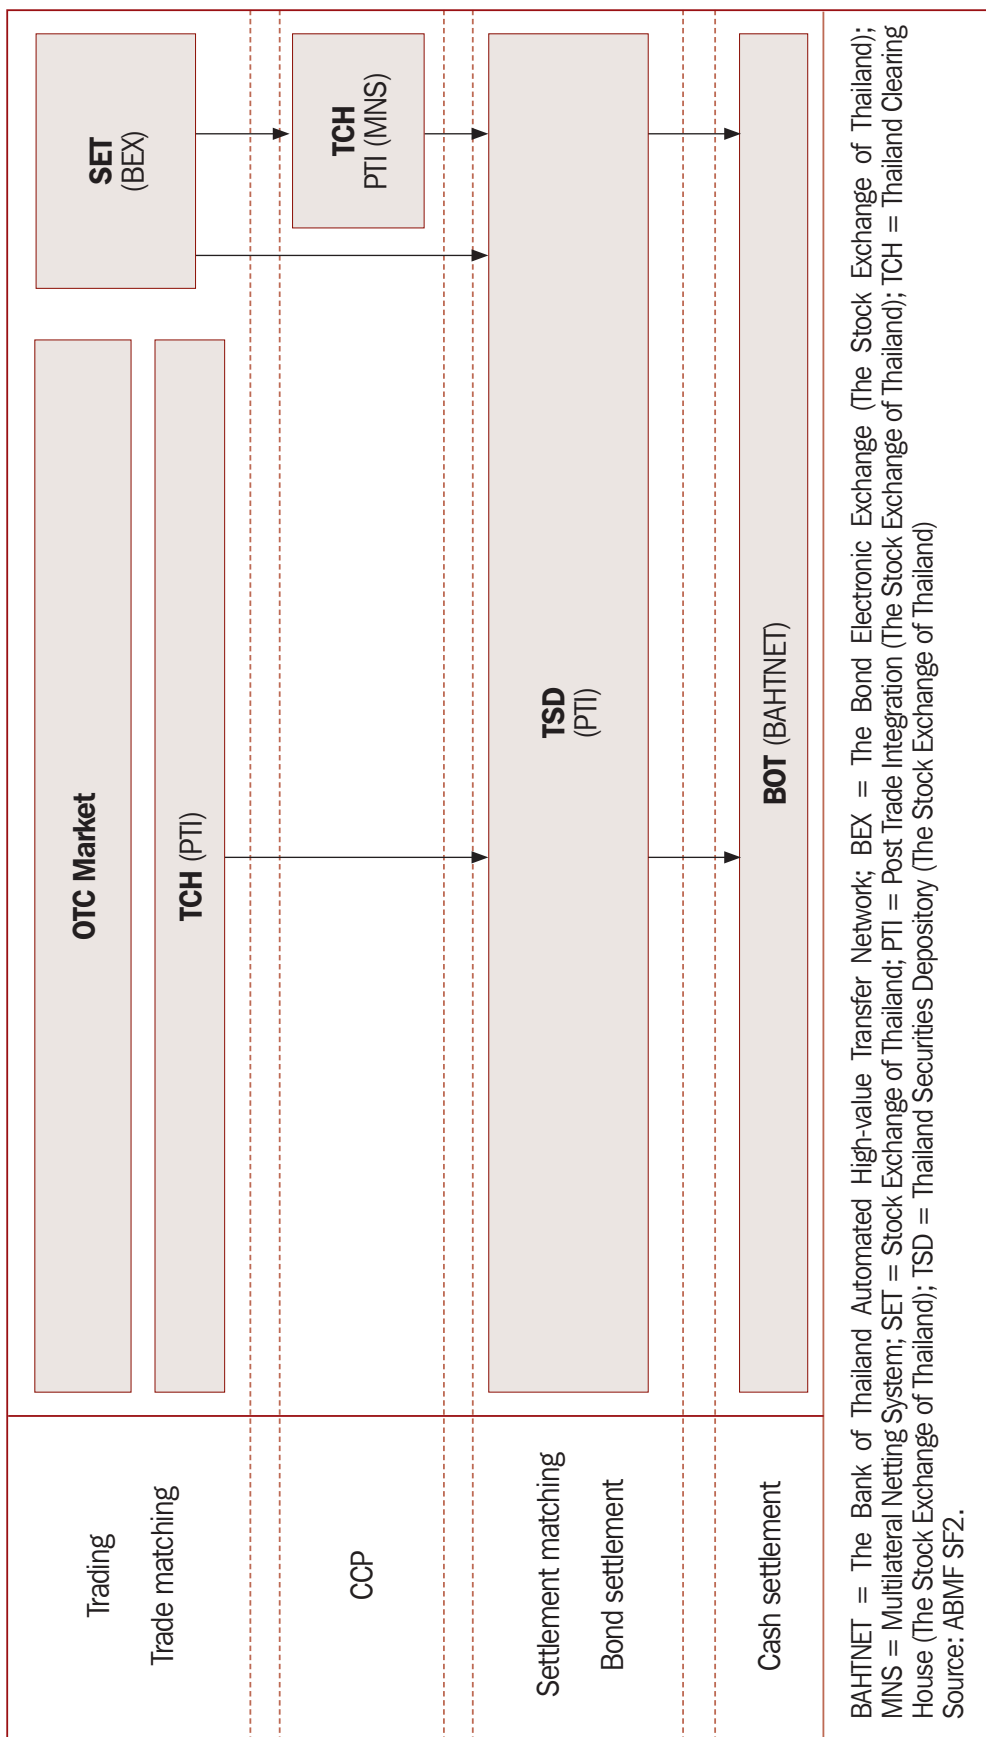 Trading
Trade matching
OTC Market
TCH (PTI)
SET
(BEX)
CCP
TCH
PTI (MNS)
Settlement matching
Bond settlement
TSD
(PTI)
Cash settlement
BOT (BAHTNET)
BAHTNET = The Bank of Thailand Automated High-value Transfer Network; BEX = The Bond Electronic Exchange (The Stock Exchange of Thailand);
MNS = Multilateral Netting System; SET = Stock Exchange of Thailand; PTI = Post Trade Integration (The Stock Exchange of Thailand); TCH = Thailand Clearing
House (The Stock Exchange of Thailand); TSD = Thailand Securities Depository (The Stock Exchange of Thailand)
Source: ABMF SF2.